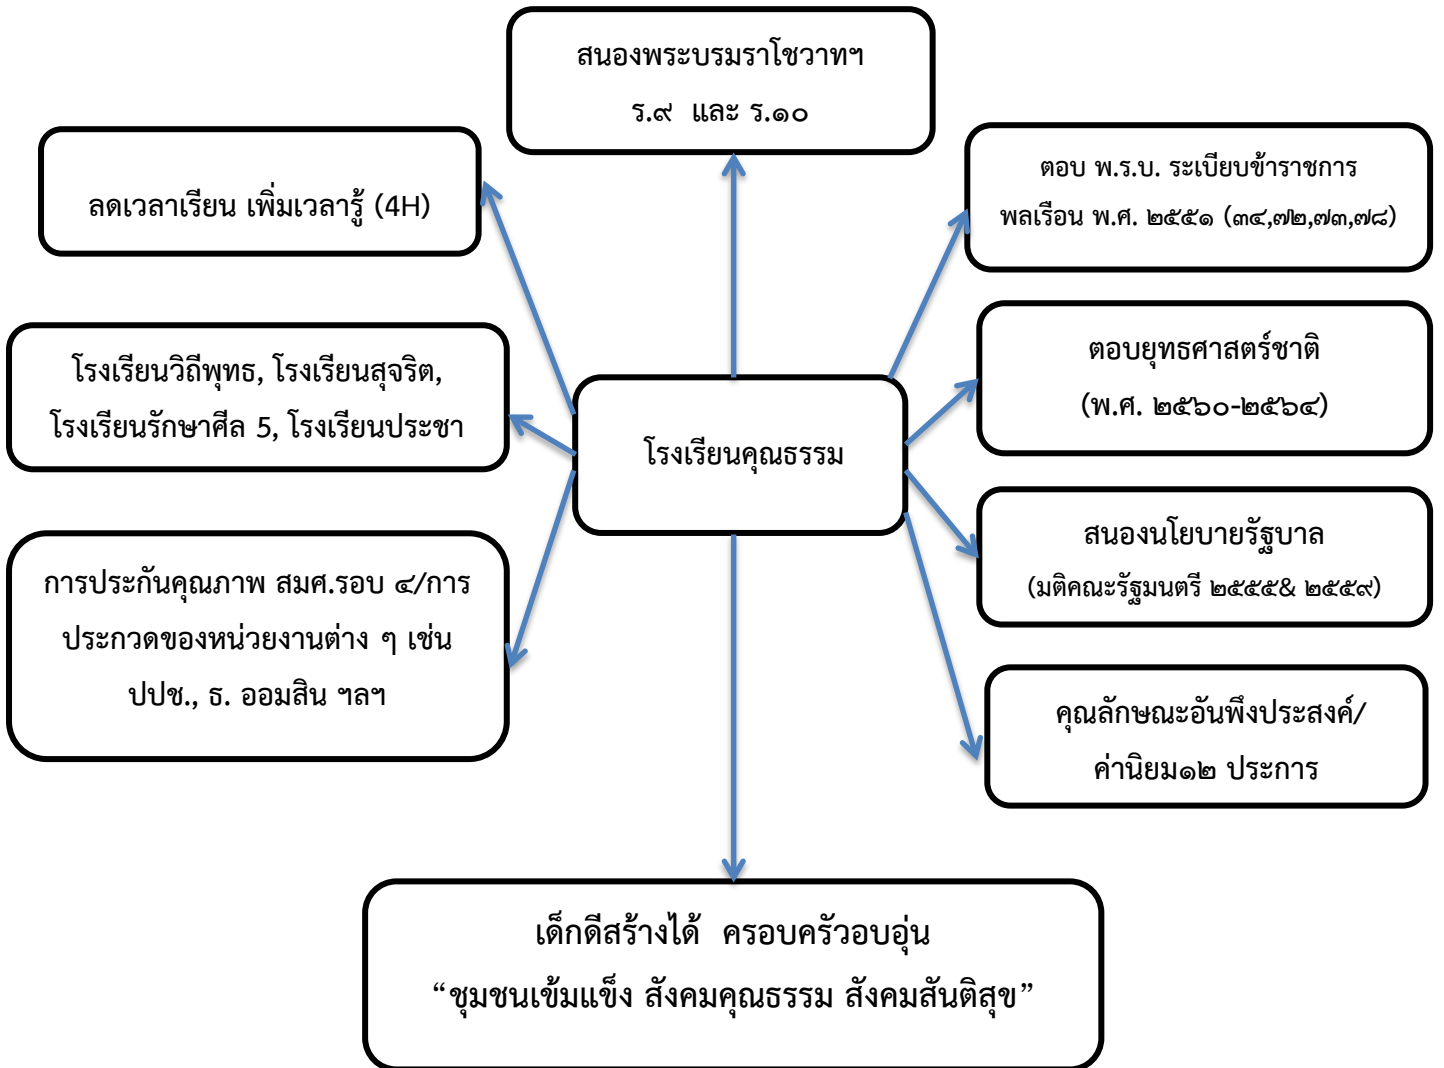 สนองพระบรมราโชวาทฯ
ร.๙ และ ร.๑๐
ลดเวลาเรียน เพิ่มเวลารู้ (4H)
ตอบ พ.ร.บ. ระเบียบข้าราชการ
พลเรือน พ.ศ. ๒๕๕๑ (๓๔,๗๒,๗๓,๗๘)
โรงเรียนวิถีพุทธ, โรงเรียนสุจริต,
โรงเรียนรักษาศีล 5, โรงเรียนประชา
ตอบยุทธศาสตร์ชาติ
(พ.ศ. ๒๕๖๐-๒๕๖๔)
โรงเรียนคุณธรรม
สนองนโยบายรัฐบาล
(มติคณะรัฐมนตรี ๒๕๕๕& ๒๕๕๙)
การประกันคุณภาพ สมศ.รอบ ๔/การ
ประกวดของหน่วยงานต่าง ๆ เช่น
ปปช., ธ. ออมสิน ฯลฯ
คุณลักษณะอันพึงประสงค์/
ค่านิยม๑๒ ประการ
เด็กดีสร้างได้ ครอบครัวอบอุ่น
“ชุมชนเข้มแข็ง สังคมคุณธรรม สังคมสันติสุข”